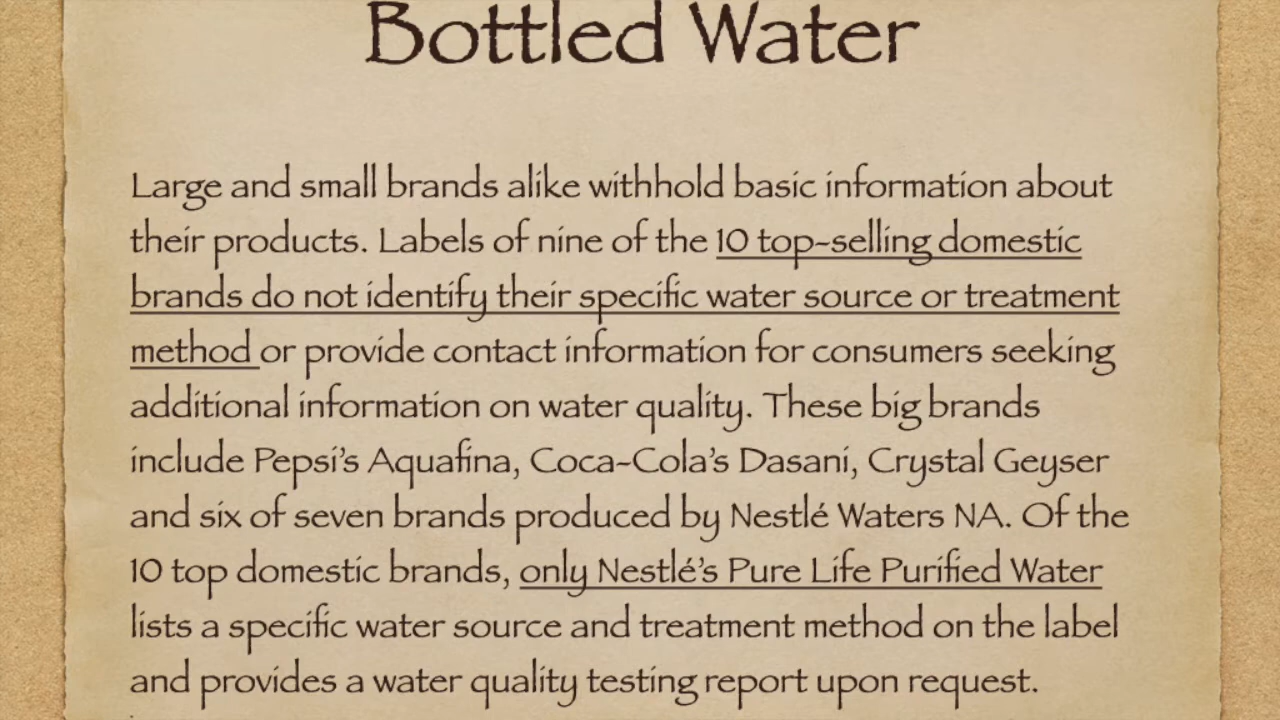 Bottled Water
Large and small brands alike withhold basic information about
their products. Labels of nine of the 10 top-selling domestic
brands do not identify their specific water source or treatment
method or provide contact information for consumers seeking
additional information on water quality. These big brands
include Pepsi’s Aquafina, Coca-Cola’s Dasani, Crystal Geyser
and six of seven brands produced by Nestlé Waters NA. Of the
10 top domestic brands, only Nestlé’s Pure Life Purified Water
lists a specific water source and treatment method on the label
and provides a water quality testing report upon request.